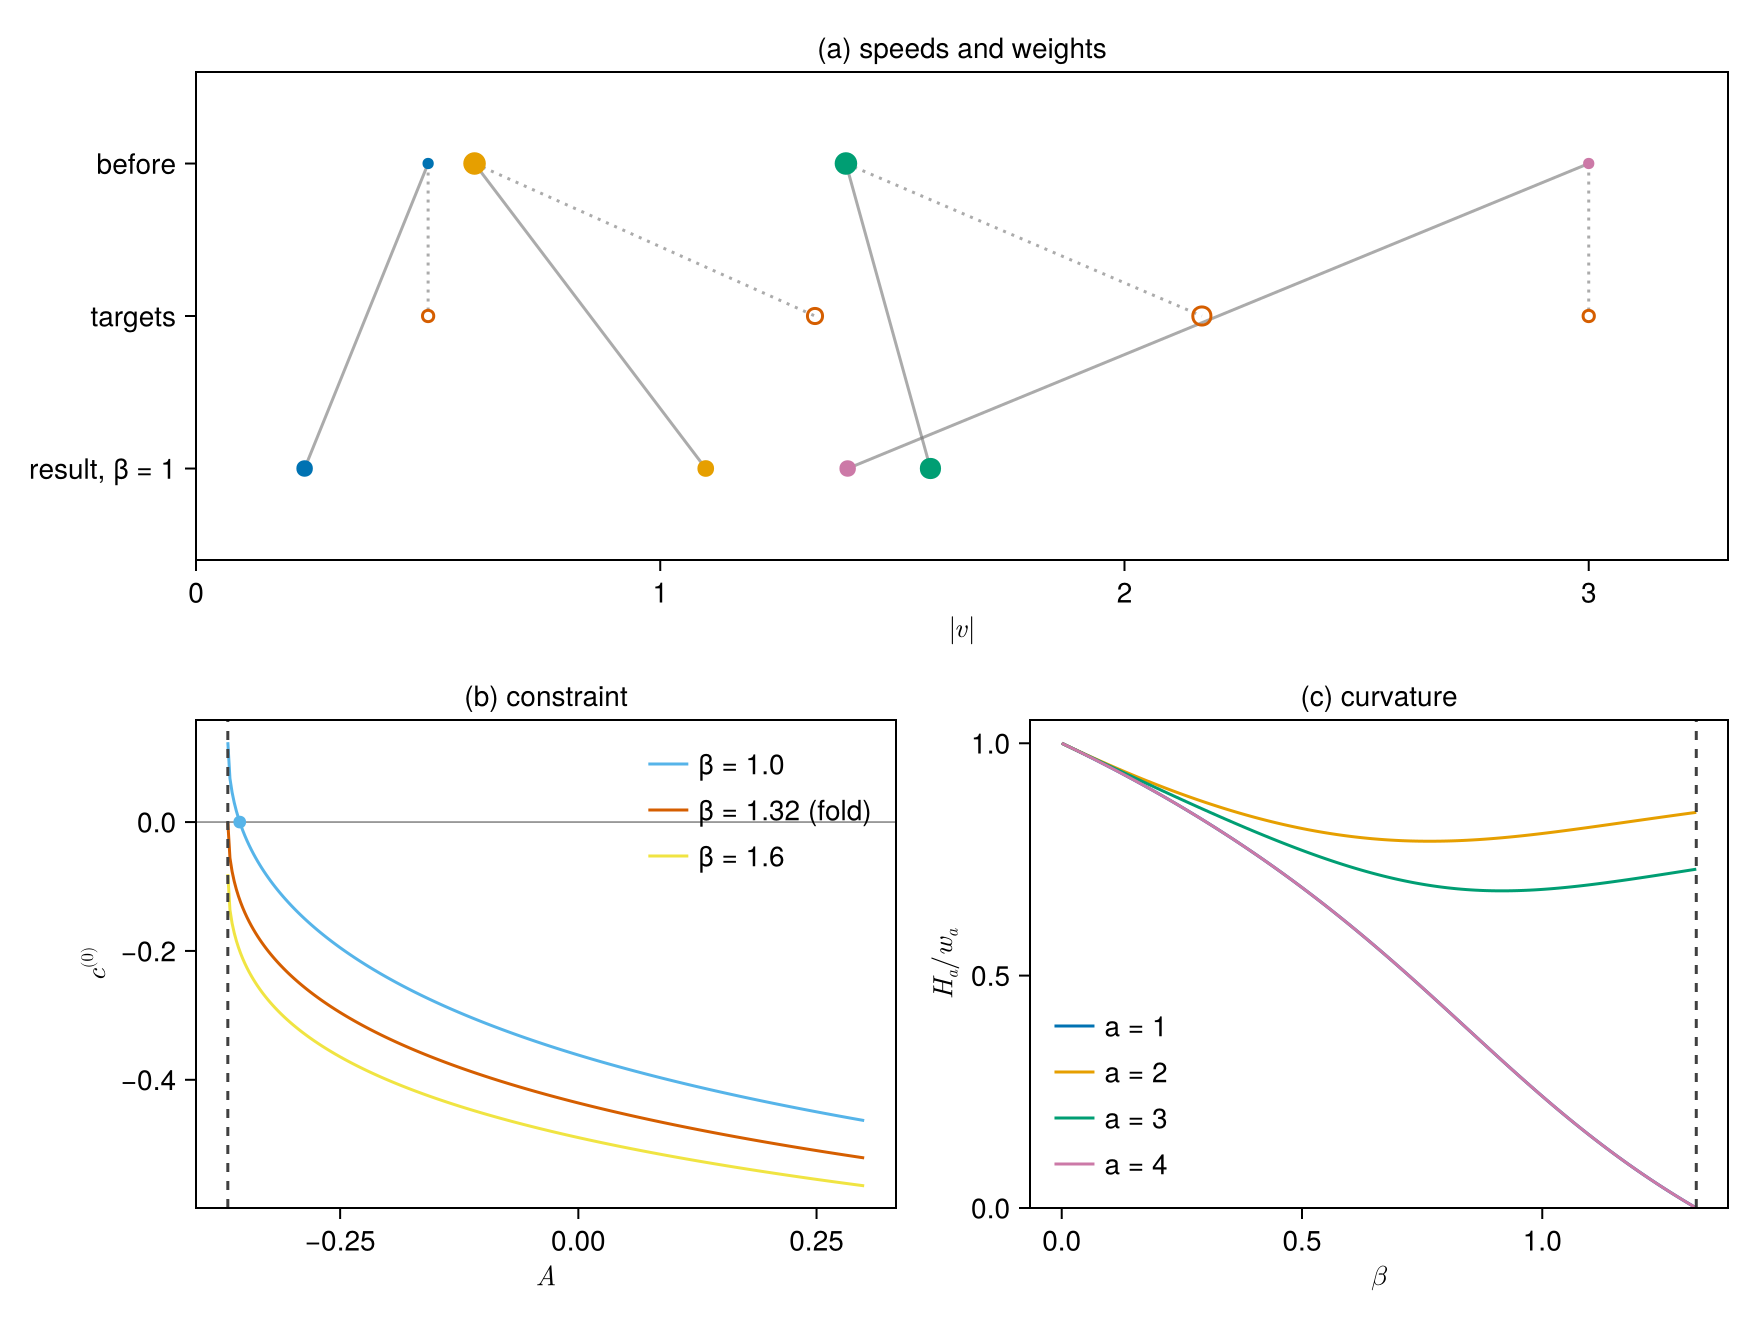 (a) speeds and weights
before
targets
result, β = 1
0 1 2 3
|v|
(b) constraint
β = 1.0
β = 1.32 (fold)
β = 1.6
0.0
−0.2
−0.4
c⁽⁰⁾
−0.25 0.00 0.25
A
(c) curvature
1.0
0.5
0.0
Hₐ/wₐ
a = 1
a = 2
a = 3
a = 4
0.0 0.5 1.0
β